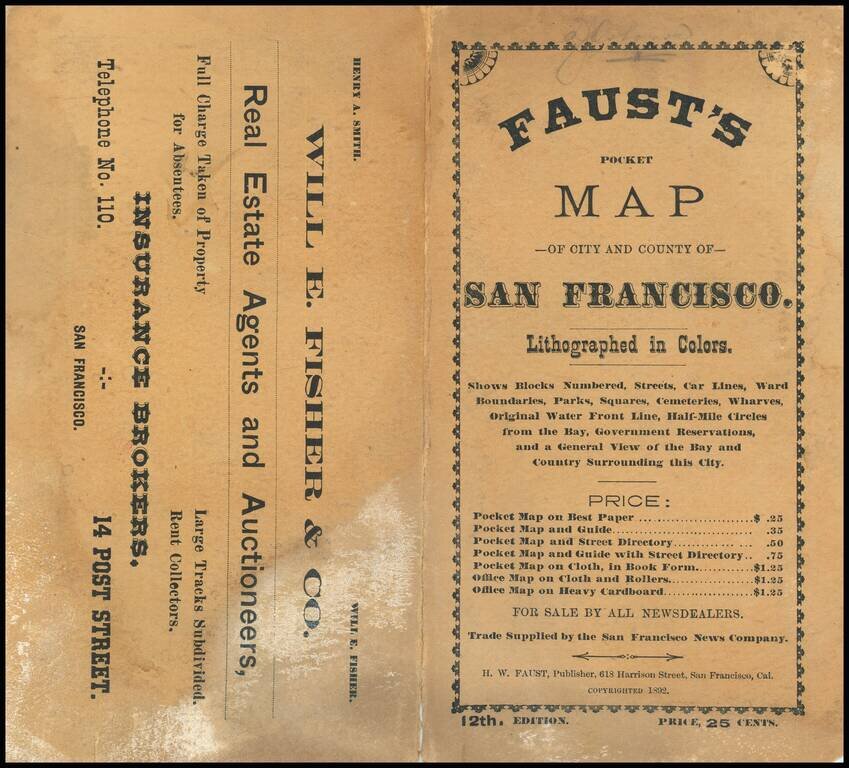 FAUST'S
POCKET
MAP
—OF CITY AND COUNTY OF—
SAN FRANCISCO.
Lithographed in Colors.
Shows Blocks Numbered, Streets, Car Lines, Ward
Boundaries, Parks, Squares, Cemeteries, Wharves,
Original Water Front Line, Half-Mile Circles
from the Bay, Government Reservations,
and a General View of the Bay and
Country Surrounding this City.
PRICE:
Pocket Map on Best Paper ........................$ .25
Pocket Map and Guide............................. .35
Pocket Map and Street Directory................ .50
Pocket Map and Guide with Street Directory.. .75
Pocket Map on Cloth, in Book Form............$1.25
Office Map on Cloth and Rollers.................$1.25
Office Map on Heavy Cardboard..................$1.25
FOR SALE BY ALL NEWSDEALERS.
Trade Supplied by the San Francisco News Company.
H. W. FAUST, Publisher, 618 Harrison Street, San Francisco, Cal.
COPYRIGHTED 1892.
12th. EDITION. PRICE, 25 CENTS.
HENRY A. SMITH. WILL E. FISHER.
WILL E. FISHER & CO.
Real Estate Agents and Auctioneers,
Full Charge Taken of Property Large Tracks Subdivided.
for Absentees. Rent Collectors.
INSURANCE BROKERS.
Telephone No. 110. -:- 14 POST STREET.
SAN FRANCISCO.